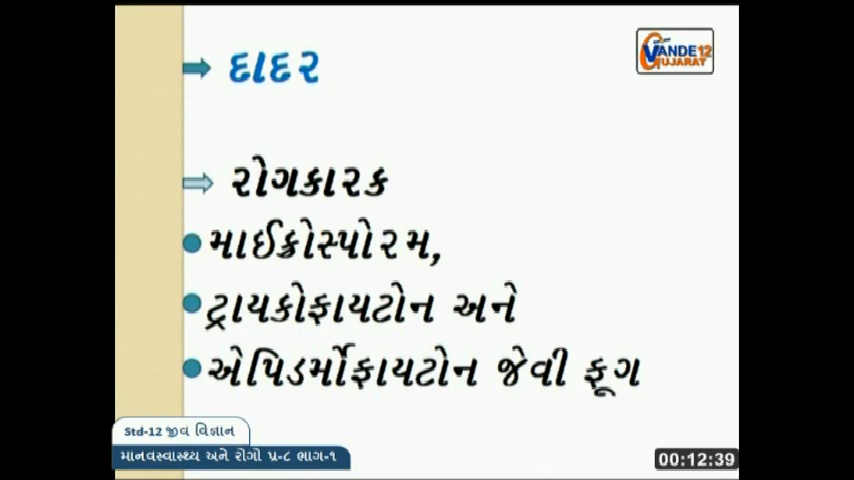 દાદર
VANDE 12
GUJARAT
રોગકારક
માઈક્રોસ્પોરમ,
ટ્રાયકોફાયટોન અને
એપિડર્મોફાયટોન જેવી ફૂગ
Std-12 જીવ વિજ્ઞાન
માનવસ્વાસ્થ્ય અને રોગો પ્ર-૮ ભાગ-૧
00:12:39